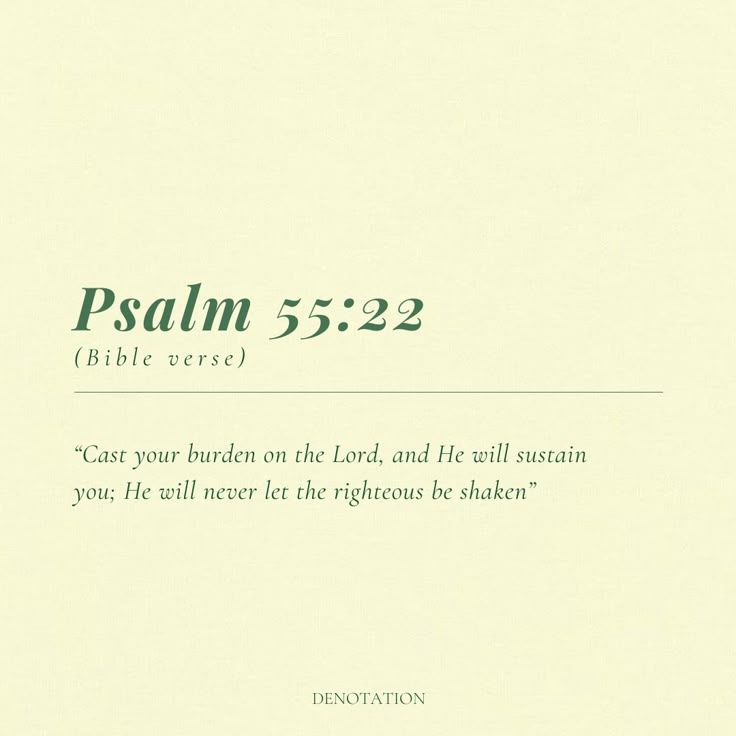 Psalm 55:22
(Bible verse)
“Cast your burden on the Lord, and He will sustain
you; He will never let the righteous be shaken”
DENOTATION